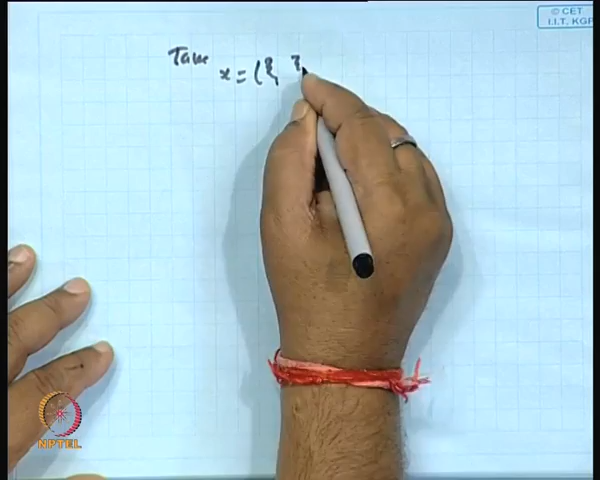 © CET
I.I.T. KGP
Take
x = (ξ, ξ
NPTEL